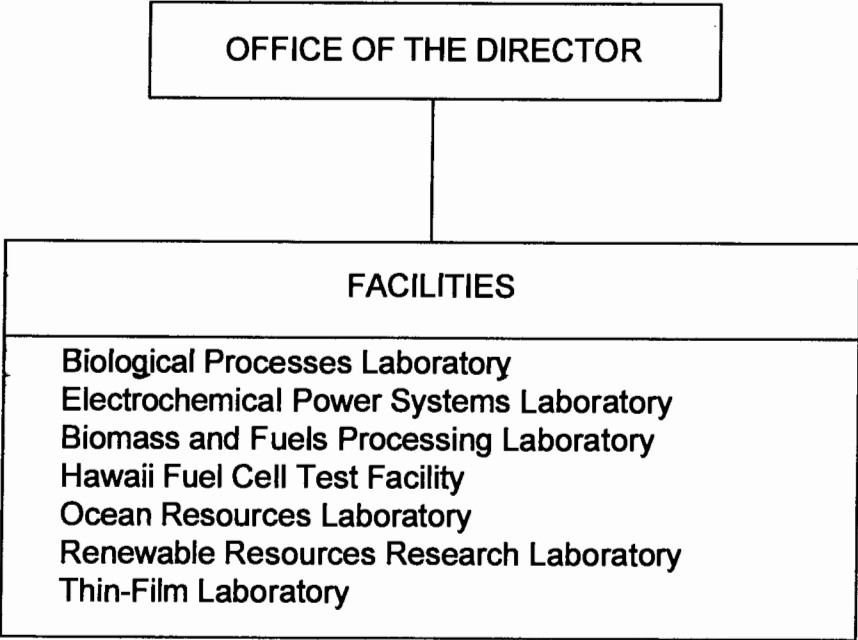 OFFICE OF THE DIRECTOR
FACILITIES
Biological Processes Laboratory
Electrochemical Power Systems Laboratory
Biomass and Fuels Processing Laboratory
Hawaii Fuel Cell Test Facility
Ocean Resources Laboratory
Renewable Resources Research Laboratory
Thin-Film Laboratory